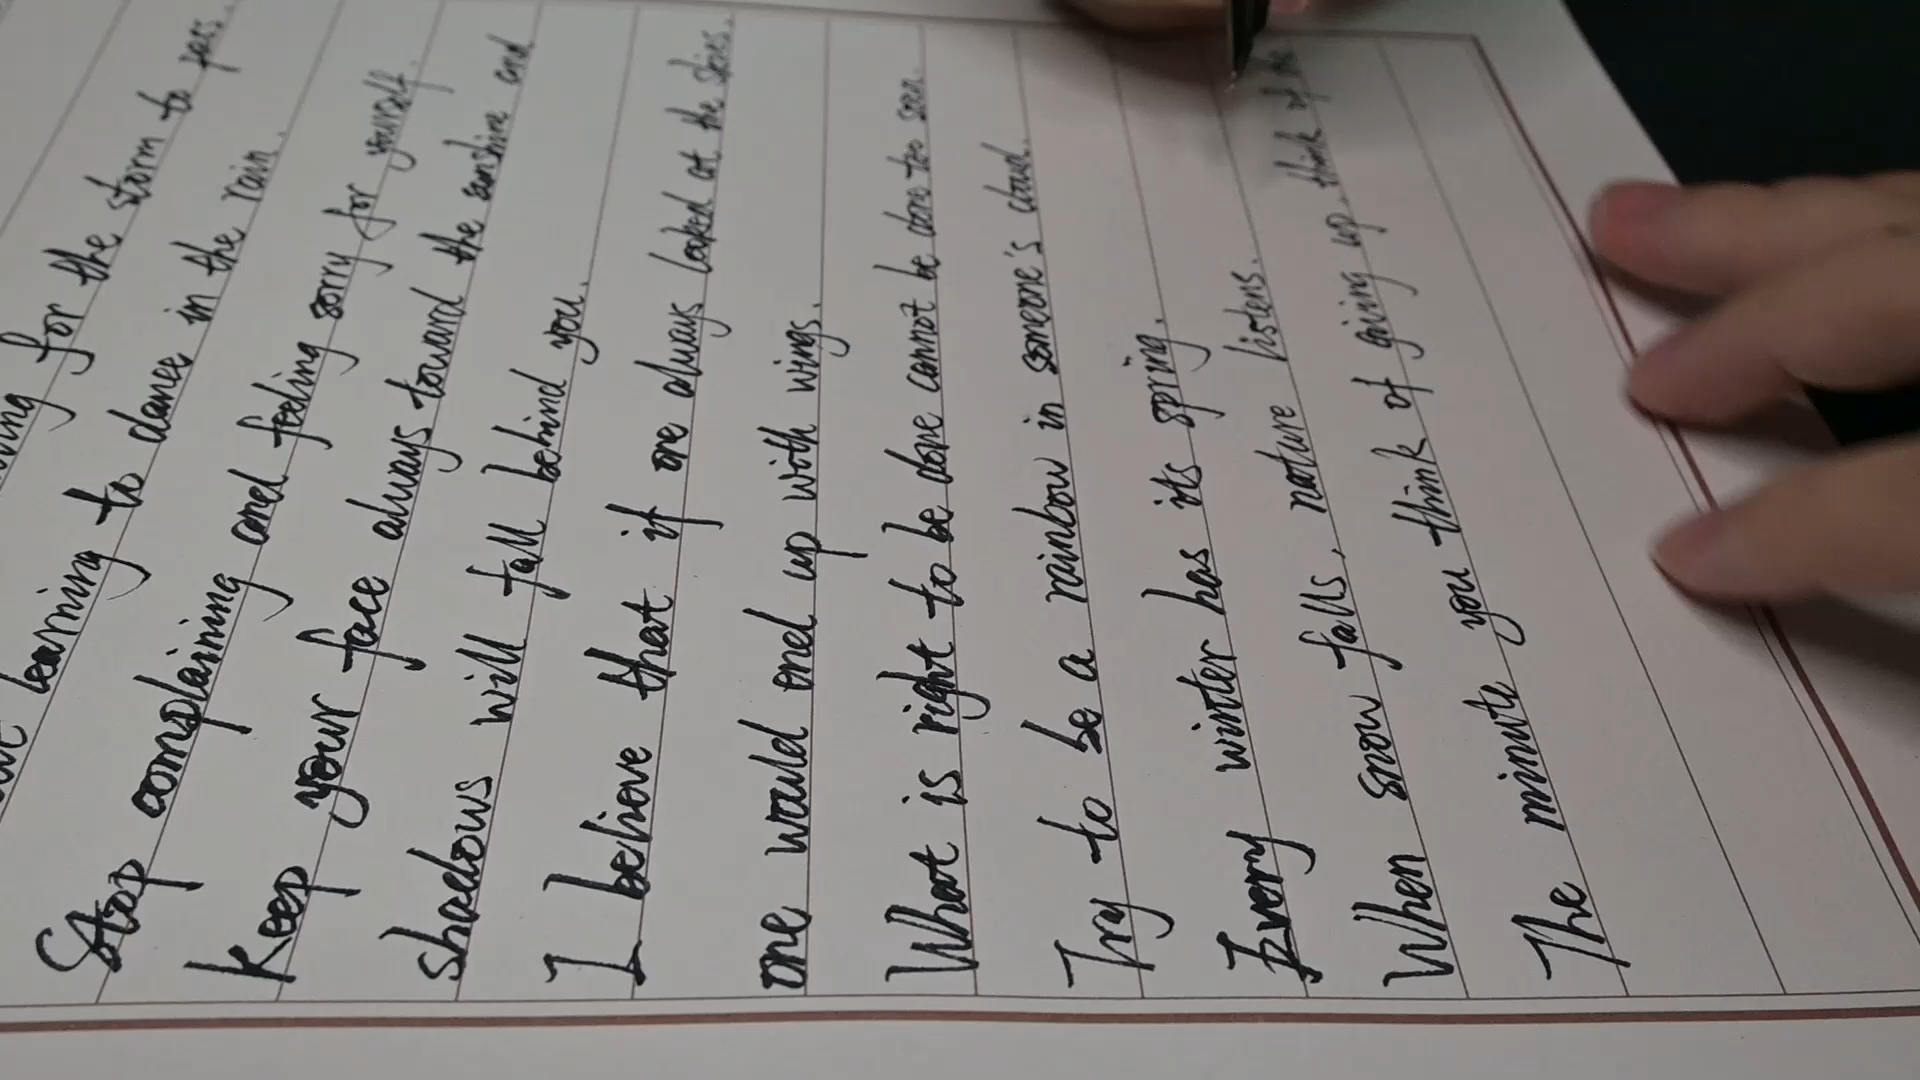 for the storm to pass.
learning to dance in the rain.
Stop complaining and feeling sorry for yourself.
Keep your face always toward the sunshine and
shadows will fall behind you.
I believe that if one always looked at the skies.
one would end up with wings.
What is right to be done cannot be done too soon.
Try to be a rainbow in someone's cloud.
Every winter has its spring.
When snow falls, nature listens.
The minute you think of giving up, think of the